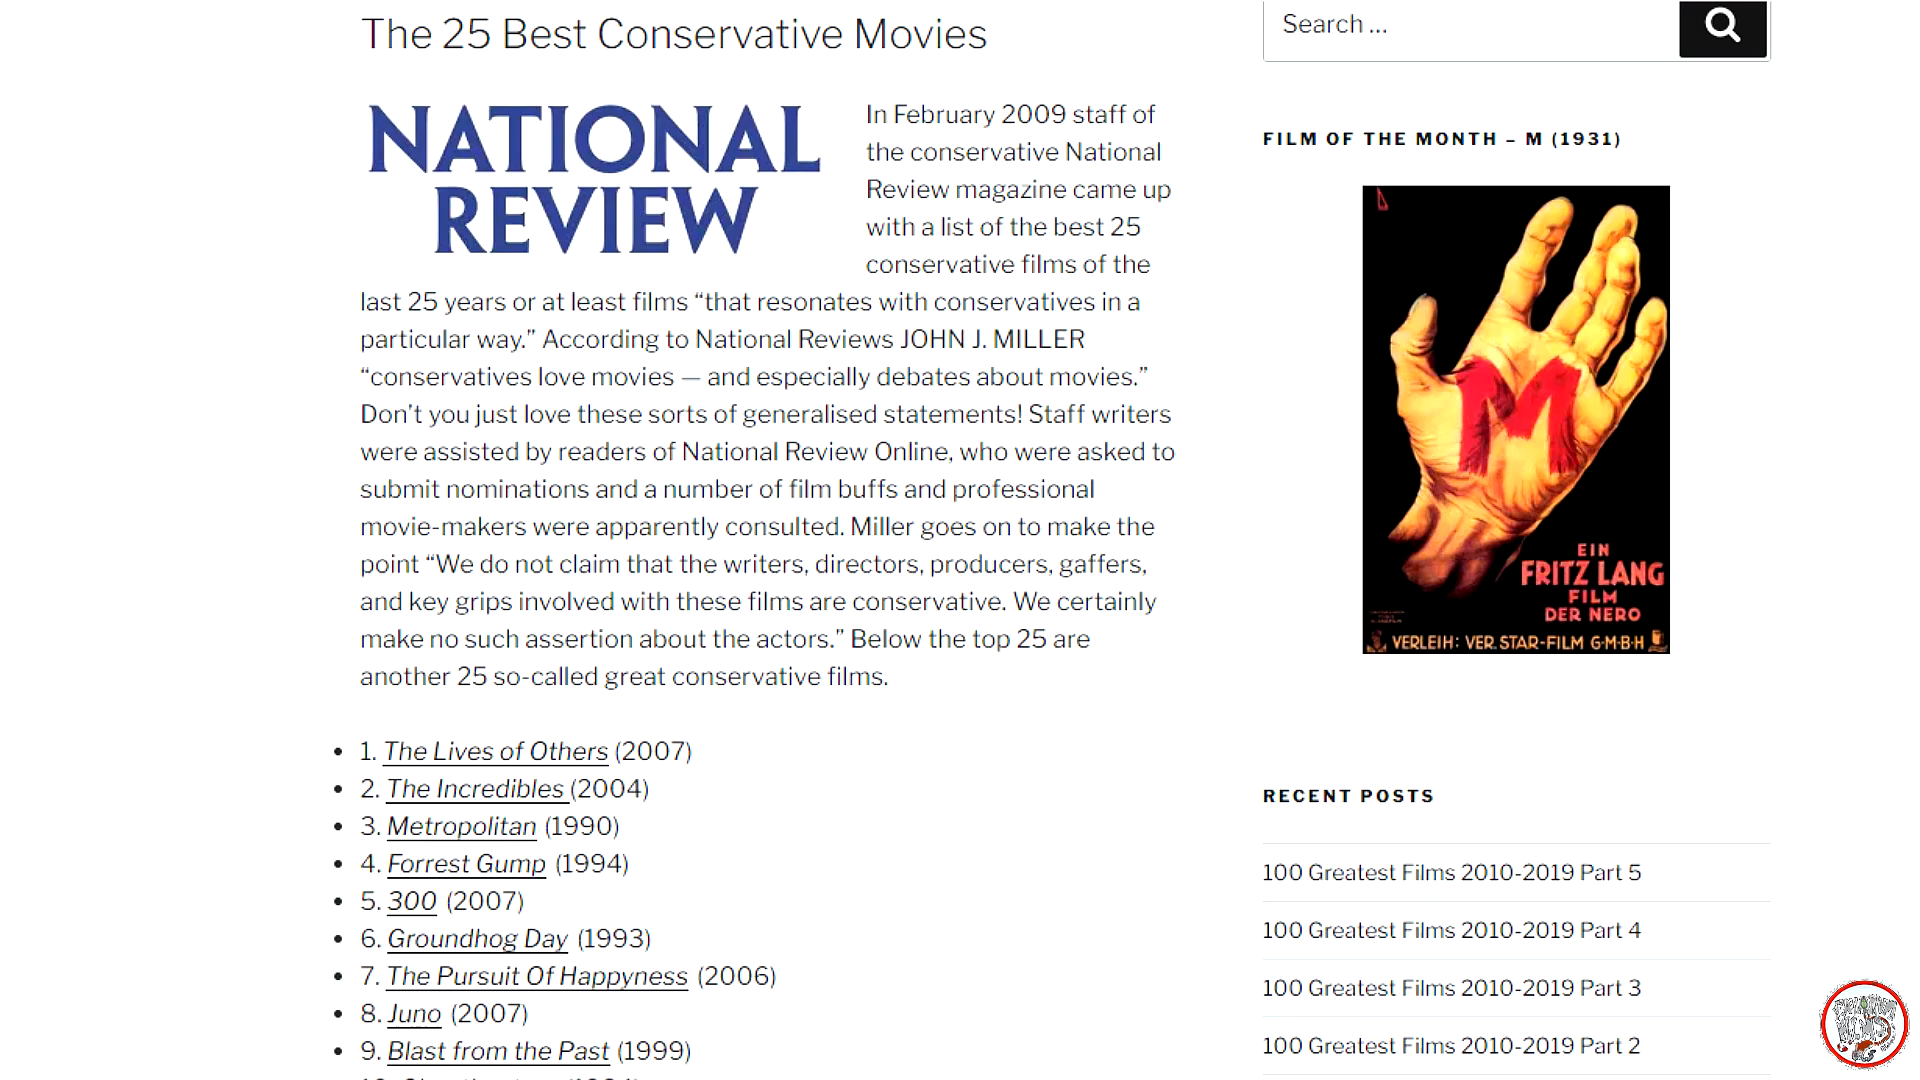 The 25 Best Conservative Movies
NATIONAL
REVIEW
In February 2009 staff of
the conservative National
Review magazine came up
with a list of the best 25
conservative films of the
last 25 years or at least films “that resonates with conservatives in a
particular way.” According to National Reviews JOHN J. MILLER
“conservatives love movies — and especially debates about movies.”
Don’t you just love these sorts of generalised statements! Staff writers
were assisted by readers of National Review Online, who were asked to
submit nominations and a number of film buffs and professional
movie-makers were apparently consulted. Miller goes on to make the
point “We do not claim that the writers, directors, producers, gaffers,
and key grips involved with these films are conservative. We certainly
make no such assertion about the actors.” Below the top 25 are
another 25 so-called great conservative films.
• 1. The Lives of Others (2007)
• 2. The Incredibles (2004)
• 3. Metropolitan (1990)
• 4. Forrest Gump (1994)
• 5. 300 (2007)
• 6. Groundhog Day (1993)
• 7. The Pursuit Of Happyness (2006)
• 8. Juno (2007)
• 9. Blast from the Past (1999)
Search …
FILM OF THE MONTH – M (1931)
M
EIN
FRITZ LANG
FILM
DER NERO
VERLEIH: VER. STAR-FILM G·M·B·H
RECENT POSTS
100 Greatest Films 2010-2019 Part 5
100 Greatest Films 2010-2019 Part 4
100 Greatest Films 2010-2019 Part 3
100 Greatest Films 2010-2019 Part 2